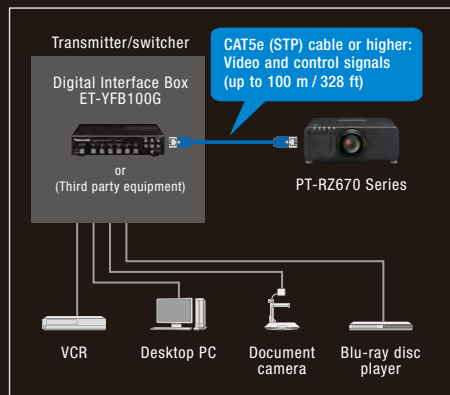 Transmitter/switcher
CAT5e (STP) cable or higher:
Video and control signals
(up to 100 m / 328 ft)
Digital Interface Box
ET-YFB100G
or
(Third party equipment)
PT-RZ670 Series
VCR
Desktop PC
Document
camera
Blu-ray disc
player